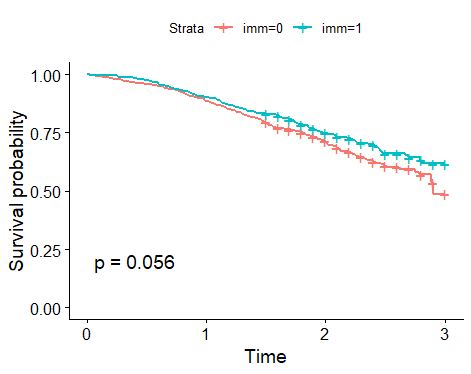 Strata imm=0 imm=1
1.00
0.75
0.50
0.25
0.00
Survival probability
p = 0.056
0 1 2 3
Time